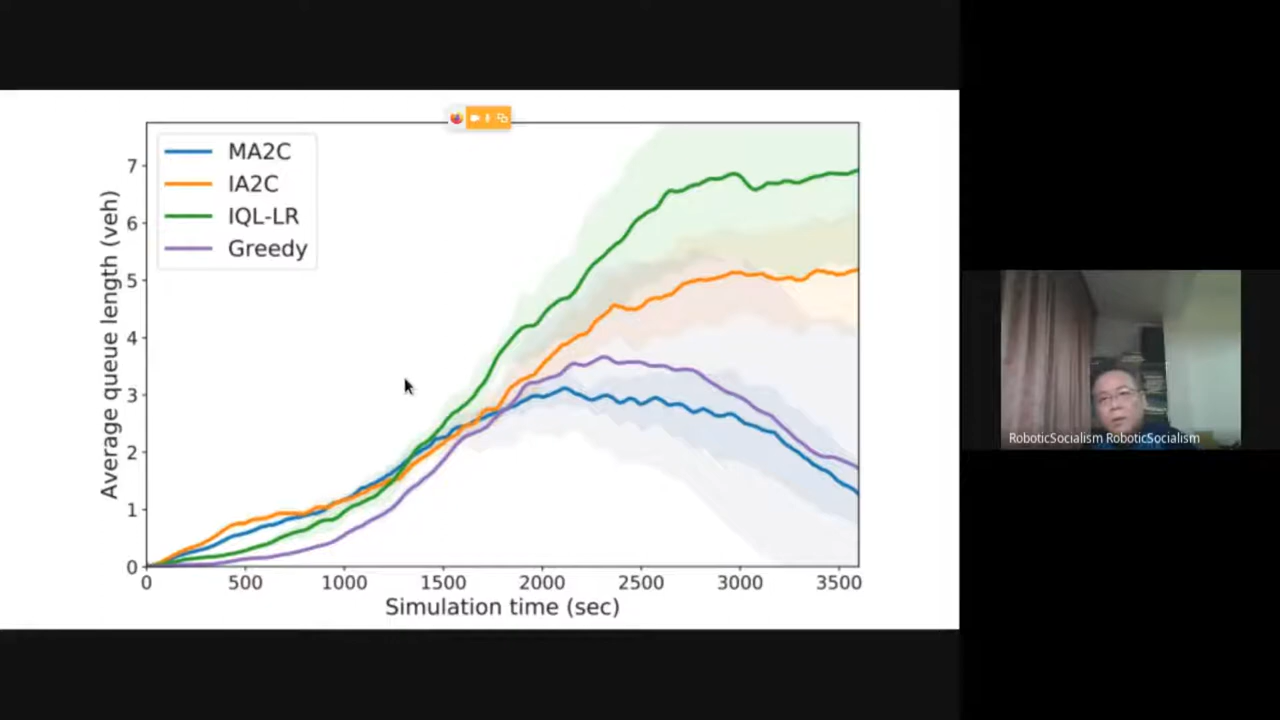 MA2C
IA2C
IQL-LR
Greedy
Average queue length (veh)
7
6
5
4
3
2
1
0
0 500 1000 1500 2000 2500 3000 3500
Simulation time (sec)
RoboticSocialism RoboticSocialism